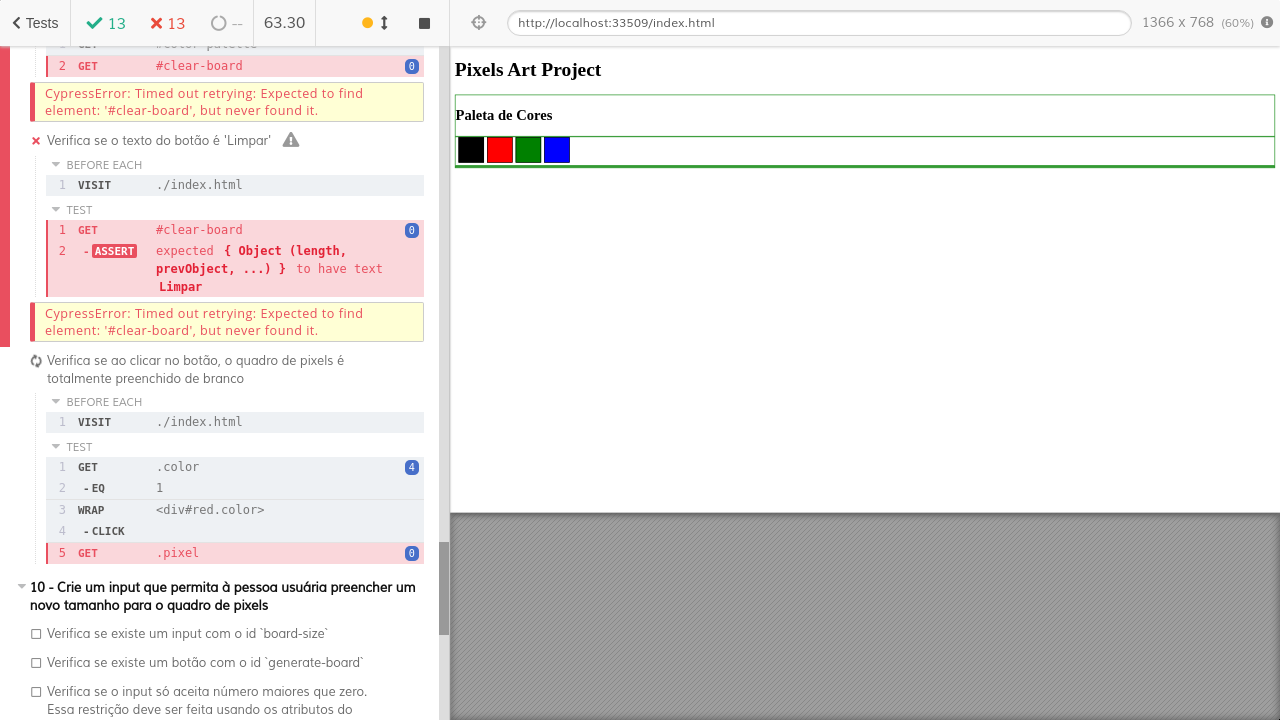 Tests 13 13 -- 63.30
http://localhost:33509/index.html 1366 x 768 (60%)
1 GET #color-palette
2 GET #clear-board 0
CypressError: Timed out retrying: Expected to find
element: '#clear-board', but never found it.
Verifica se o texto do botão é 'Limpar'
BEFORE EACH
1 VISIT ./index.html
TEST
1 GET #clear-board 0
2 -ASSERT expected { Object (length,
prevObject, ...) } to have text
Limpar
CypressError: Timed out retrying: Expected to find
element: '#clear-board', but never found it.
Verifica se ao clicar no botão, o quadro de pixels é
totalmente preenchido de branco
BEFORE EACH
1 VISIT ./index.html
TEST
1 GET .color 4
2 -EQ 1
3 WRAP <div#red.color>
4 -CLICK
5 GET .pixel 0
10 - Crie um input que permita à pessoa usuária preencher um
novo tamanho para o quadro de pixels
Verifica se existe um input com o id `board-size`
Verifica se existe um botão com o id `generate-board`
Verifica se o input só aceita número maiores que zero.
Essa restrição deve ser feita usando os atributos do
Pixels Art Project
Paleta de Cores